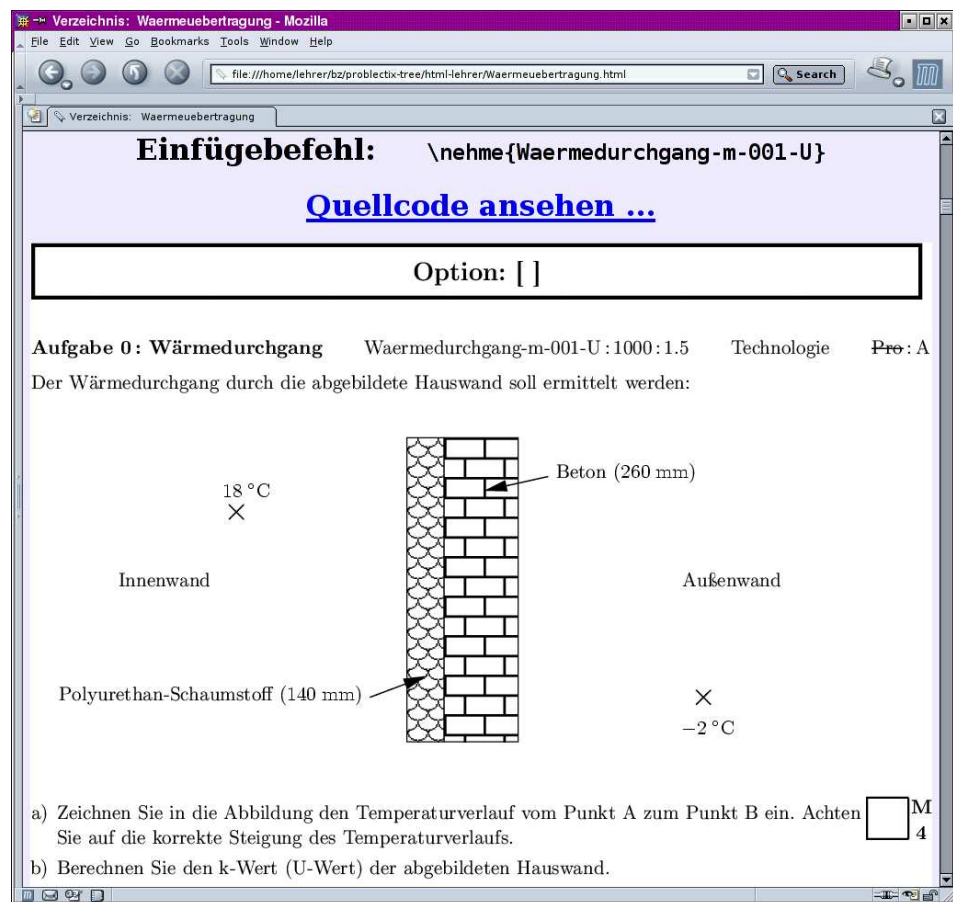 Verzeichnis: Waermeuebertragung - Mozilla
File Edit View Go Bookmarks Tools Window Help
file:///home/lehrer/bz/problectix-tree/html-lehrer/Waermeuebertragung.html
Search
Verzeichnis: Waermeuebertragung
Einfügebefehl: \nehme{Waermedurchgang-m-001-U}
Quellcode ansehen ...
Option: [ ]
Aufgabe 0: Wärmedurchgang Waermedurchgang-m-001-U:1000:1.5 Technologie Pro: A
Der Wärmedurchgang durch die abgebildete Hauswand soll ermittelt werden:
Beton (260 mm)
18 °C
Innenwand
Außenwand
Polyurethan-Schaumstoff (140 mm)
−2 °C
a) Zeichnen Sie in die Abbildung den Temperaturverlauf vom Punkt A zum Punkt B ein. Achten
Sie auf die korrekte Steigung des Temperaturverlaufs.
M
4
b) Berechnen Sie den k-Wert (U-Wert) der abgebildeten Hauswand.